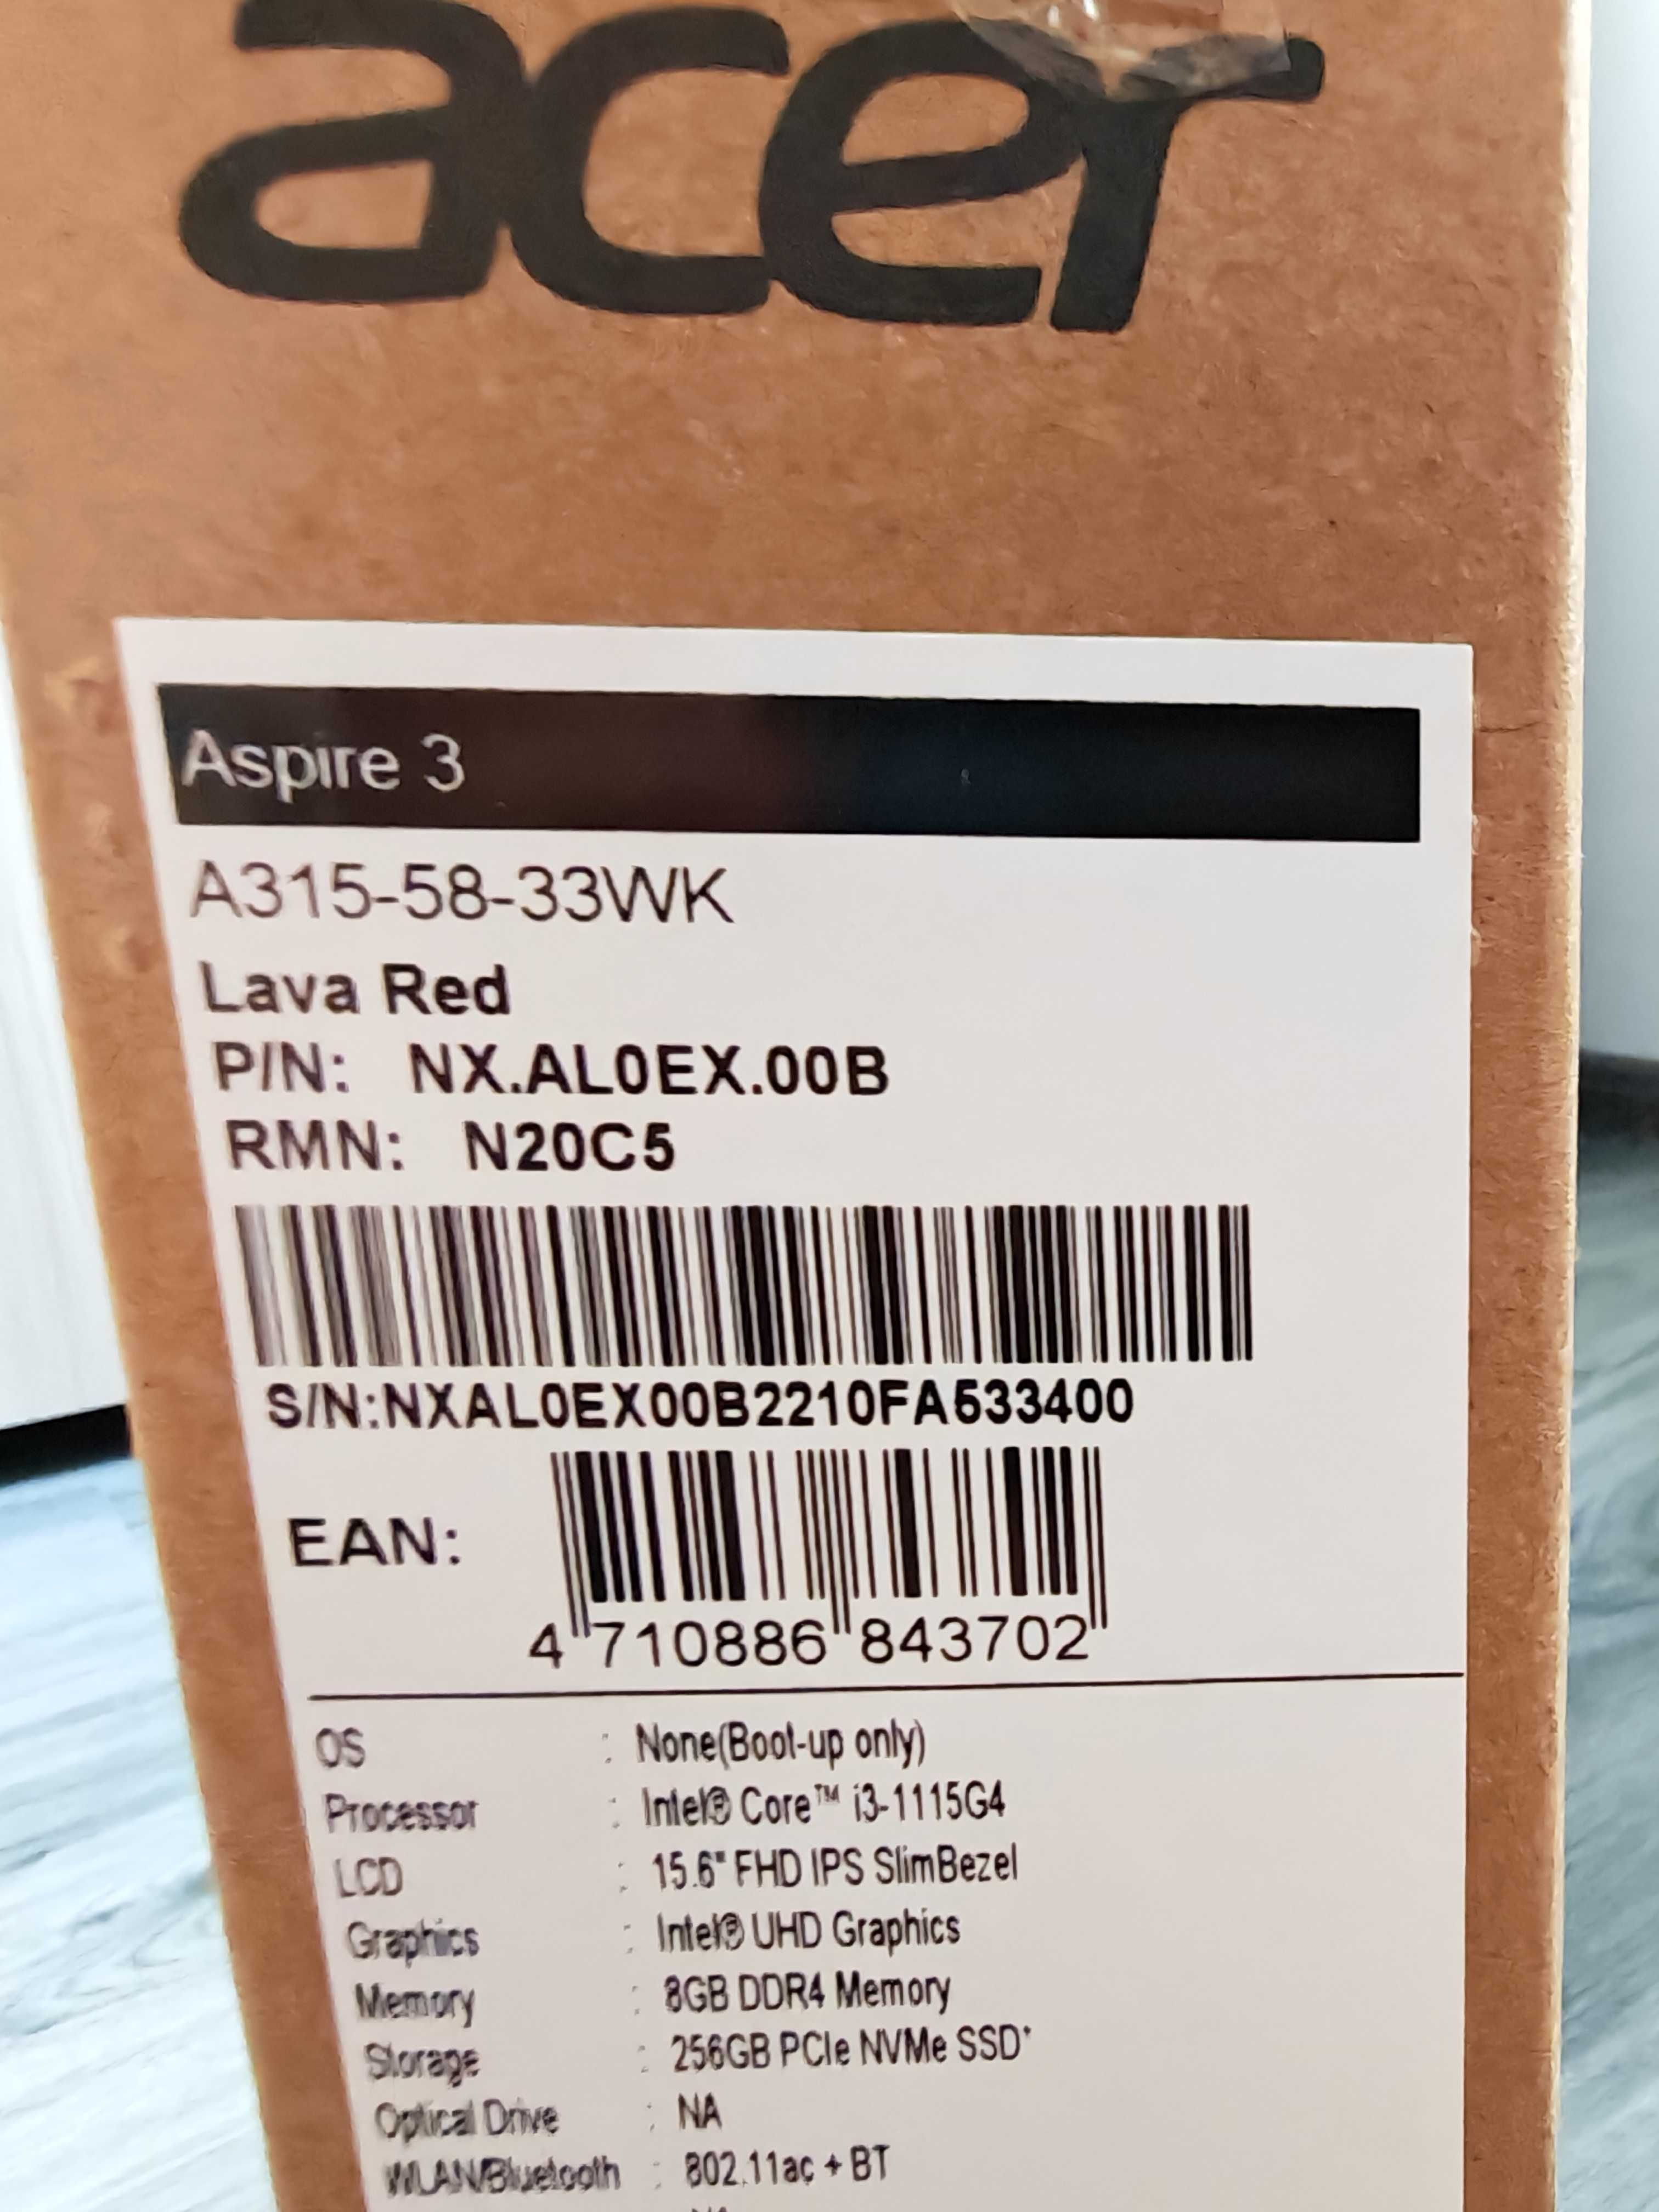 acer
Aspire 3
A315-58-33WK
Lava Red
P/N: NX.AL0EX.00B
RMN: N20C5
S/N:NXAL0EX00B2210FA533400
EAN:
4 710886 843702
OS : None(Boot-up only)
Processor : Intel® Core™ i3-1115G4
LCD : 15.6" FHD IPS SlimBezel
Graphics : Intel® UHD Graphics
Memory : 8GB DDR4 Memory
Storage : 256GB PCIe NVMe SSD*
Optical Drive : NA
WLAN/Bluetooth : 802.11ac + BT